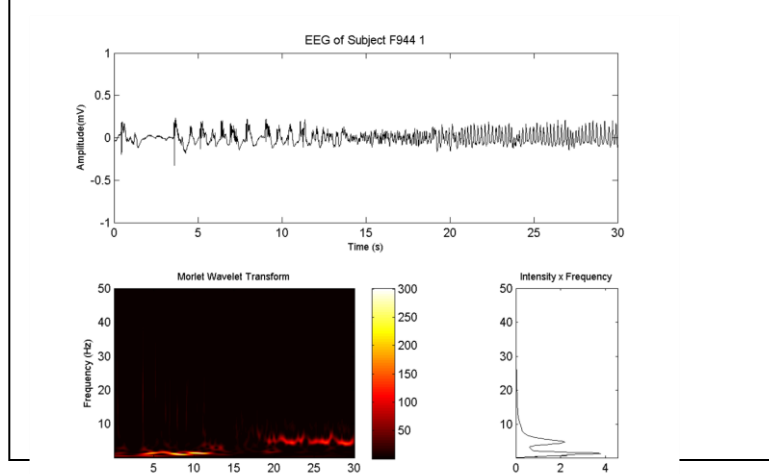 EEG of Subject F944 1
1
0.5
0
-0.5
-1
Amplitude(mV)
0 5 10 15 20 25 30
Time (s)
Morlet Wavelet Transform
50
40
30
20
10
Frequency (Hz)
5 10 15 20 25 30
300
250
200
150
100
50
Intensity x Frequency
50
40
30
20
10
0 2 4